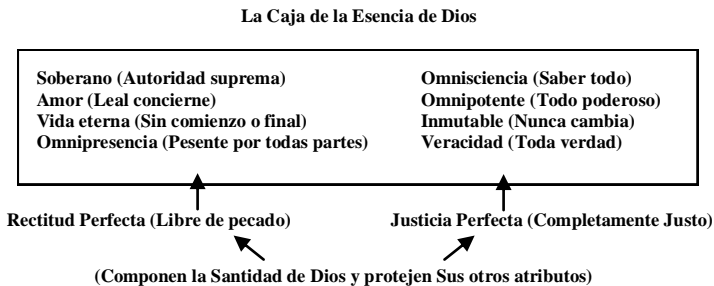 La Caja de la Esencia de Dios
Soberano (Autoridad suprema)
Amor (Leal concierne)
Vida eterna (Sin comienzo o final)
Omnipresencia (Pesente por todas partes)
Omnisciencia (Saber todo)
Omnipotente (Todo poderoso)
Inmutable (Nunca cambia)
Veracidad (Toda verdad)
Rectitud Perfecta (Libre de pecado)
Justicia Perfecta (Completamente Justo)
(Componen la Santidad de Dios y protejen Sus otros atributos)